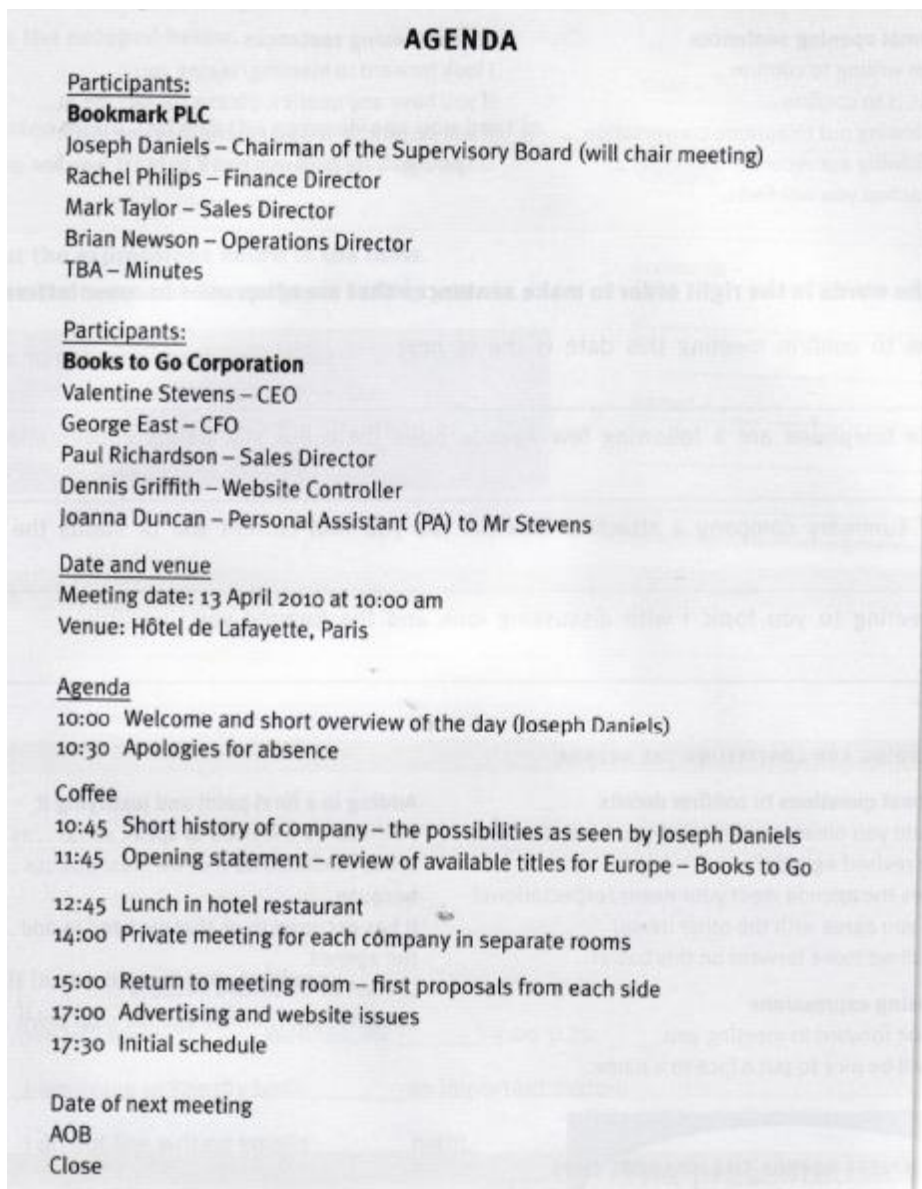 AGENDA
Participants:
Bookmark PLC
Joseph Daniels – Chairman of the Supervisory Board (will chair meeting)
Rachel Philips – Finance Director
Mark Taylor – Sales Director
Brian Newson – Operations Director
TBA – Minutes
Participants:
Books to Go Corporation
Valentine Stevens – CEO
George East – CFO
Paul Richardson – Sales Director
Dennis Griffith – Website Controller
Joanna Duncan – Personal Assistant (PA) to Mr Stevens
Date and venue
Meeting date: 13 April 2010 at 10:00 am
Venue: Hôtel de Lafayette, Paris
Agenda
10:00 Welcome and short overview of the day (Joseph Daniels)
10:30 Apologies for absence
Coffee
10:45 Short history of company – the possibilities as seen by Joseph Daniels
11:45 Opening statement – review of available titles for Europe – Books to Go
12:45 Lunch in hotel restaurant
14:00 Private meeting for each company in separate rooms
15:00 Return to meeting room – first proposals from each side
17:00 Advertising and website issues
17:30 Initial schedule
Date of next meeting
AOB
Close